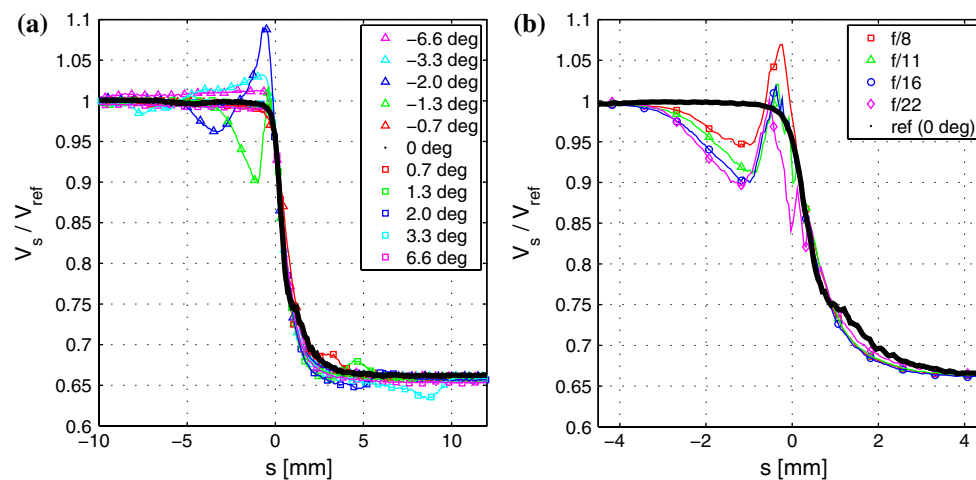 (a)
1.1
1.05
1
0.95
0.9
0.85
0.8
0.75
0.7
0.65
0.6
−10
−5
0
5
10
s [mm]
V_s / V_ref
−6.6 deg
−3.3 deg
−2.0 deg
−1.3 deg
−0.7 deg
0 deg
0.7 deg
1.3 deg
2.0 deg
3.3 deg
6.6 deg
(b)
1.1
1.05
1
0.95
0.9
0.85
0.8
0.75
0.7
0.65
0.6
−4
−2
0
2
4
s [mm]
V_s / V_ref
f/8
f/11
f/16
f/22
ref (0 deg)